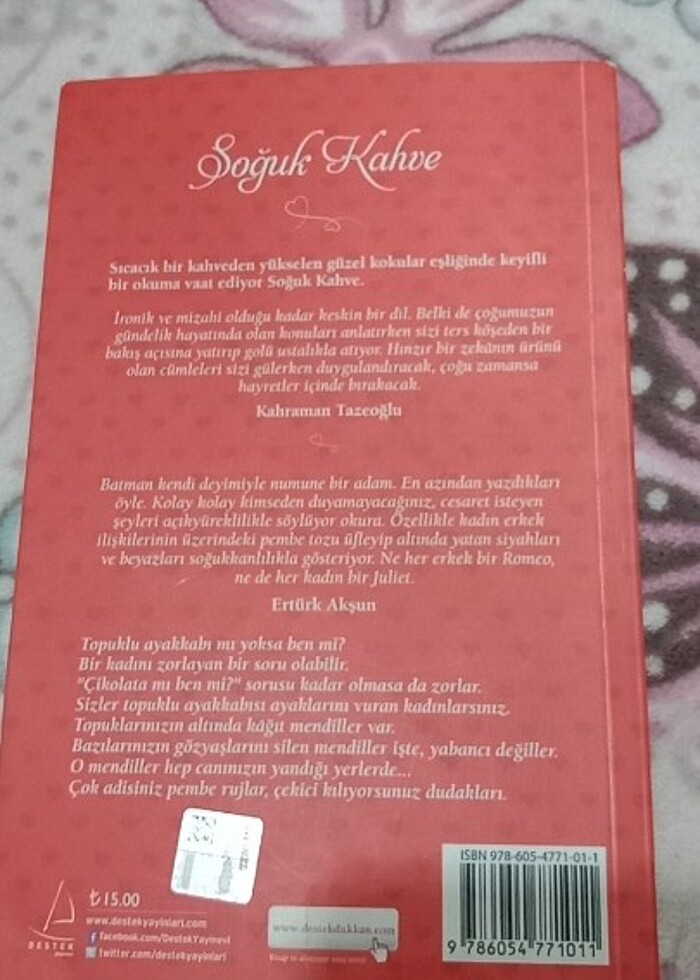 Soğuk Kahve
Sıcacık bir kahveden yükselen güzel kokular eşliğinde keyifli
bir okuma vaat ediyor Soğuk Kahve.
İronik ve mizahi olduğu kadar keskin bir dil. Belki de çoğumuzun
gündelik hayatında olan konuları anlatırken sizi ters köşeden bir
bakış açısına yatırıp golü ustalıkla atıyor. Hınzır bir zekânın ürünü
olan cümleleri sizi gülerken duygulandıracak, çoğu zamansa
hayretler içinde bırakacak.
Kahraman Tazeoğlu
Batman kendi deyimiyle numune bir adam. En azından yazdıkları
öyle. Kolay kolay kimseden duyamayacağınız, cesaret isteyen
şeyleri açıkyüreklilikle söylüyor okura. Özellikle kadın erkek
ilişkilerinin üzerindeki pembe tozu üfleyip altında yatan siyahları
ve beyazları soğukkanlılıkla gösteriyor. Ne her erkek bir Romeo,
ne de her kadın bir Juliet.
Ertürk Akşun
Topuklu ayakkabı mı yoksa ben mi?
Bir kadını zorlayan bir soru olabilir.
"Çikolata mı ben mi?" sorusu kadar olmasa da zorlar.
Sizler topuklu ayakkabısı ayaklarını vuran kadınlarsınız.
Topuklarınızın altında kâğıt mendiller var.
Bazılarınızın gözyaşlarını silen mendiller işte, yabancı değiller.
O mendiller hep canımızın yandığı yerlerde...
Çok adisiniz pembe rujlar, çekici kılıyorsunuz dudakları.
ISBN 978-605-4771-01-1
9 786054 771011
₺15.00
www.destekyayinlari.com
facebook.com/DestekYayinevi
twitter.com/destekyayinlari
DESTEK
www.destekdukkan.com